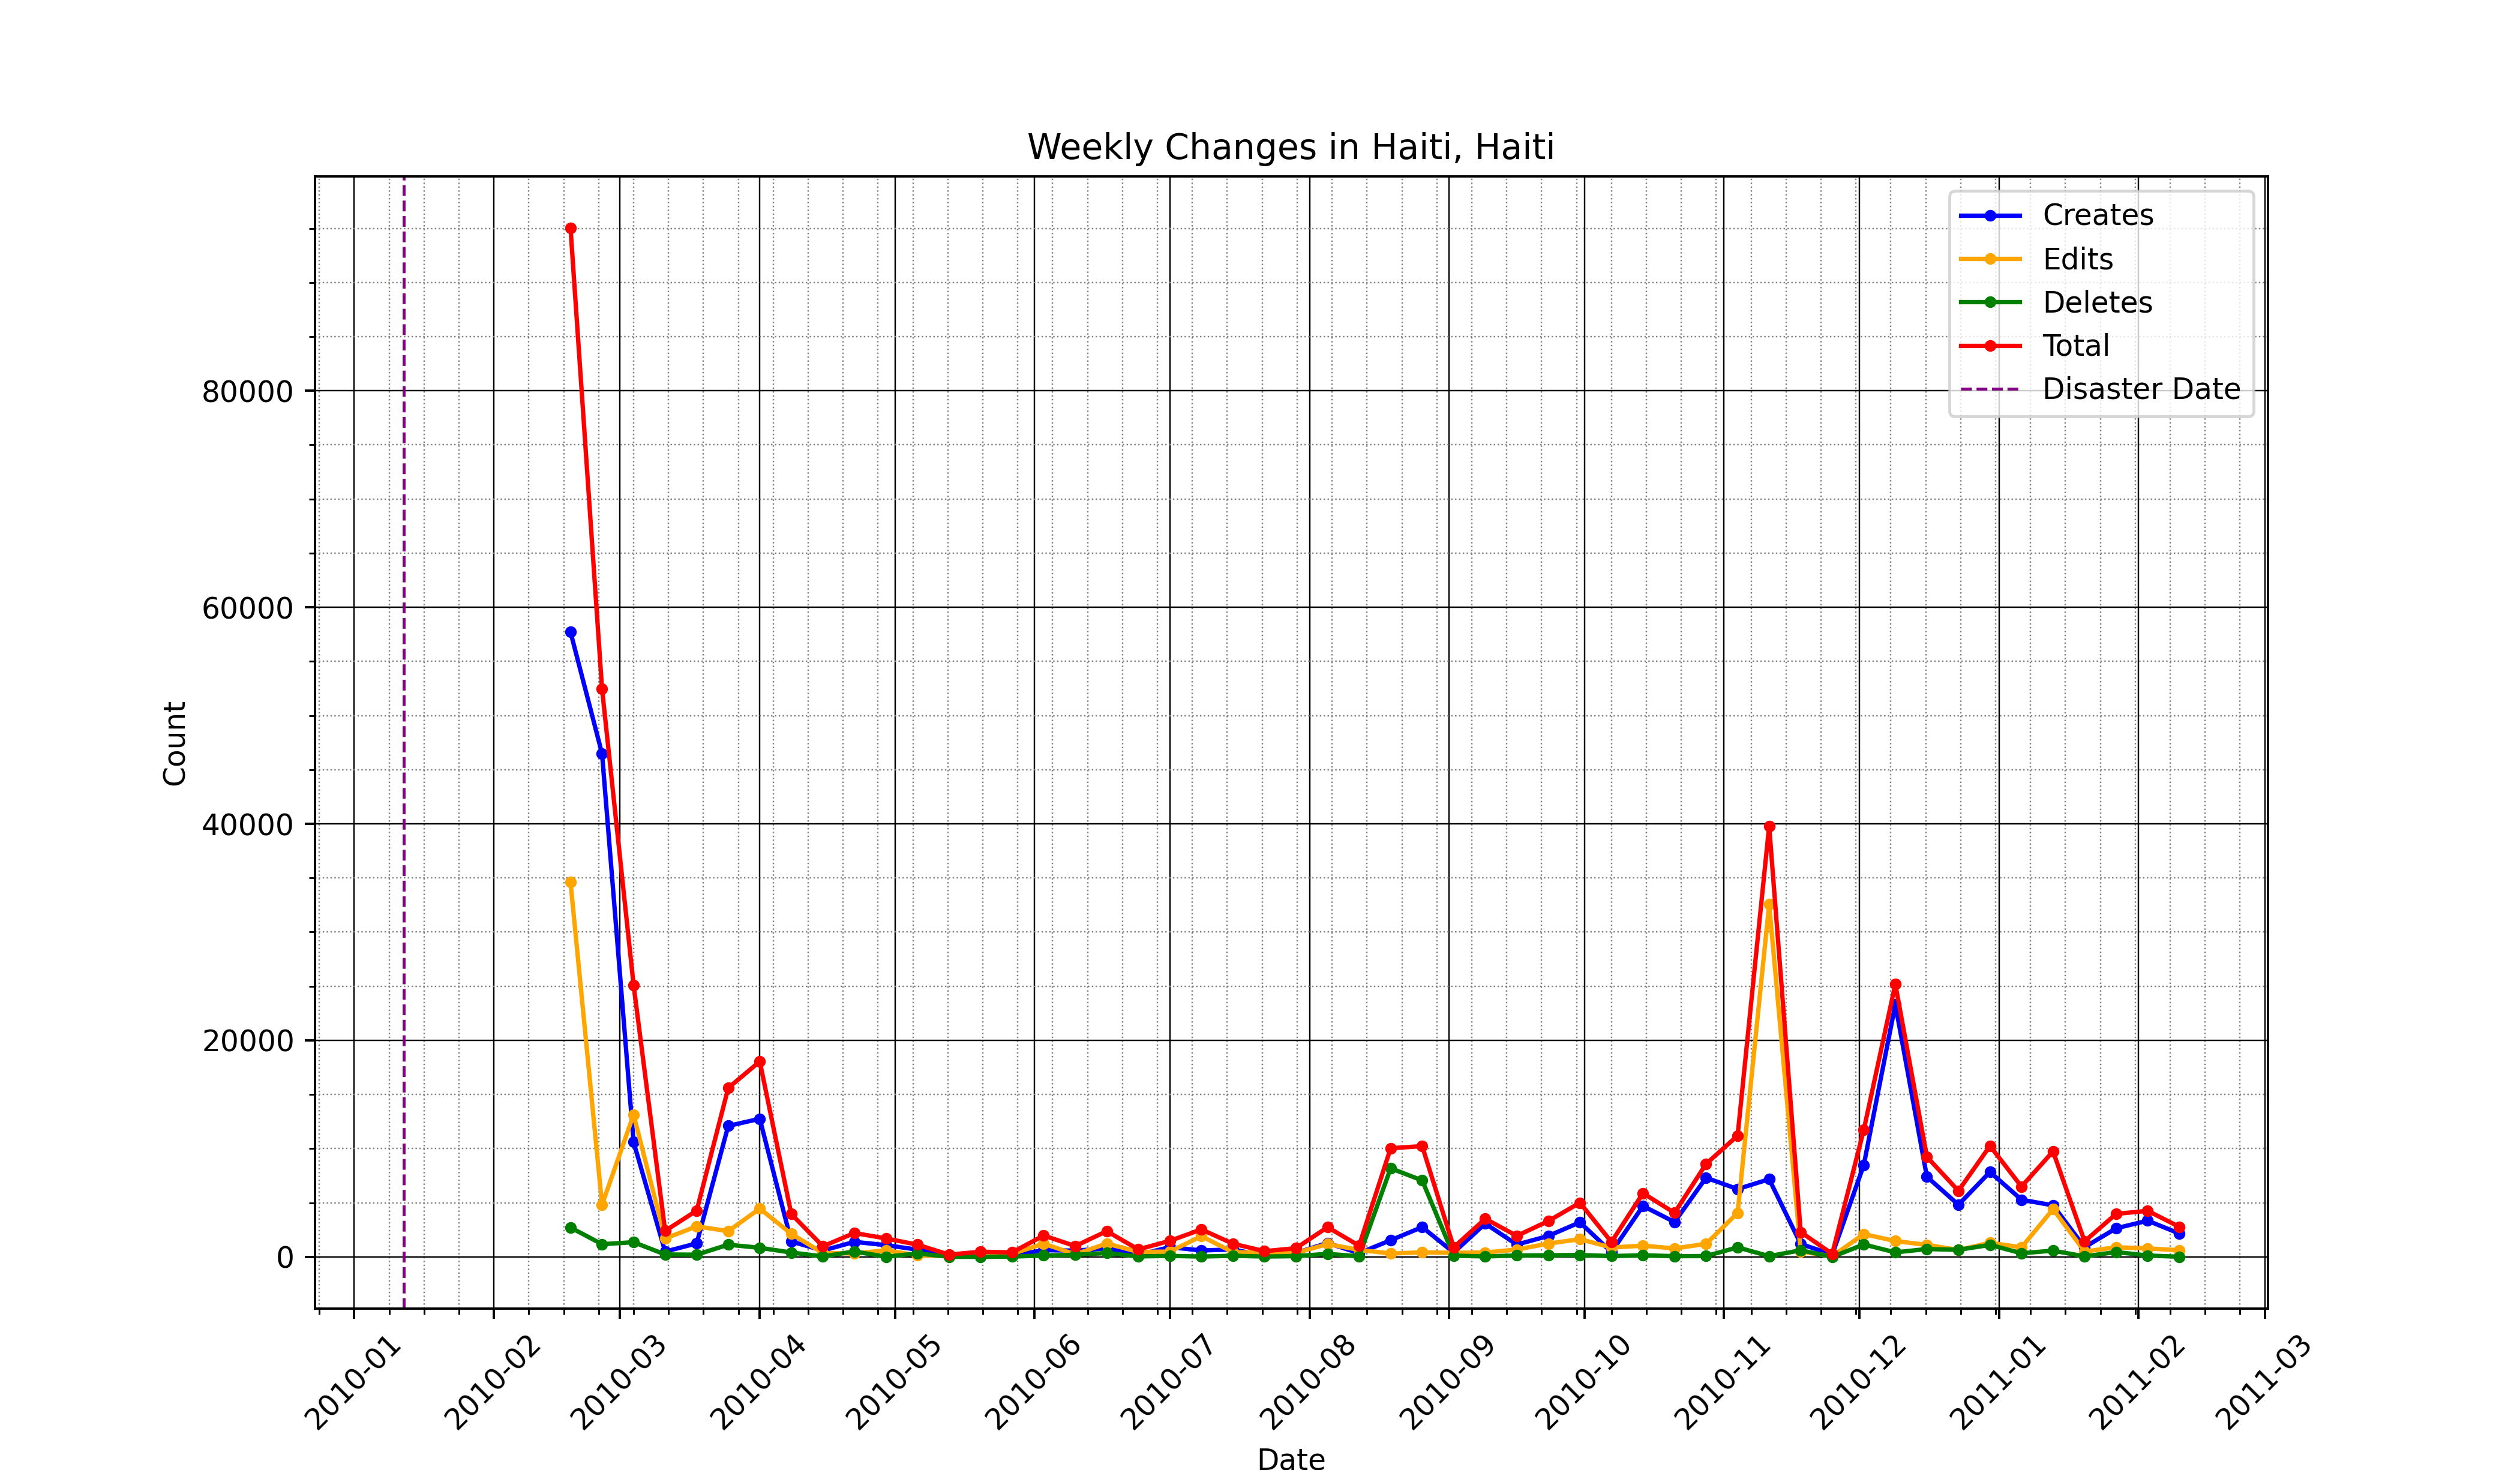 Weekly Changes in Haiti, Haiti
Creates
Edits
Deletes
Total
Disaster Date
Count
80000
60000
40000
20000
0
2010-01
2010-02
2010-03
2010-04
2010-05
2010-06
2010-07
2010-08
2010-09
2010-10
2010-11
2010-12
2011-01
2011-02
2011-03
Date